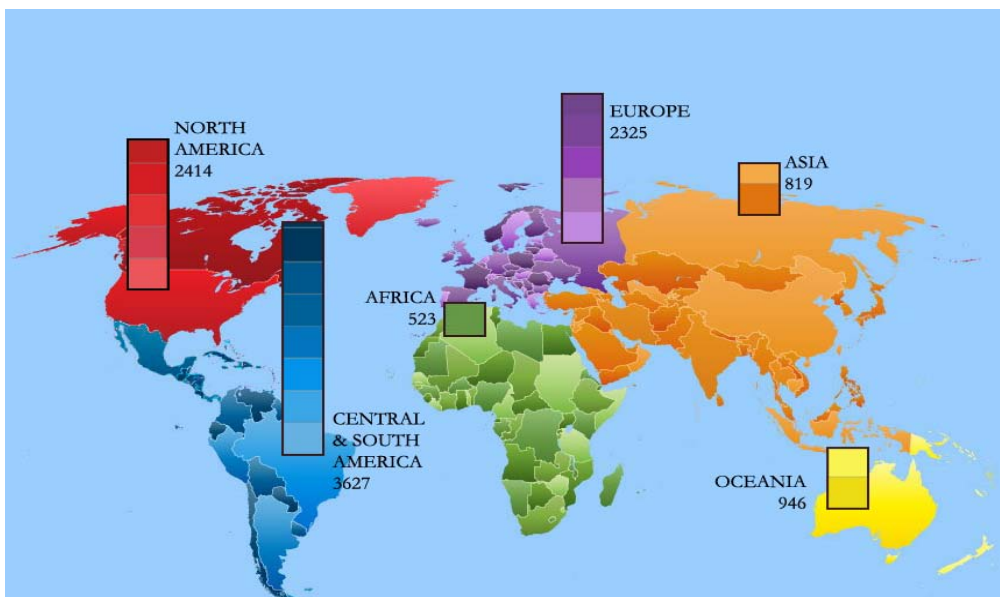 NORTH
AMERICA
2414
EUROPE
2325
ASIA
819
AFRICA
523
CENTRAL
& SOUTH
AMERICA
3627
OCEANIA
946